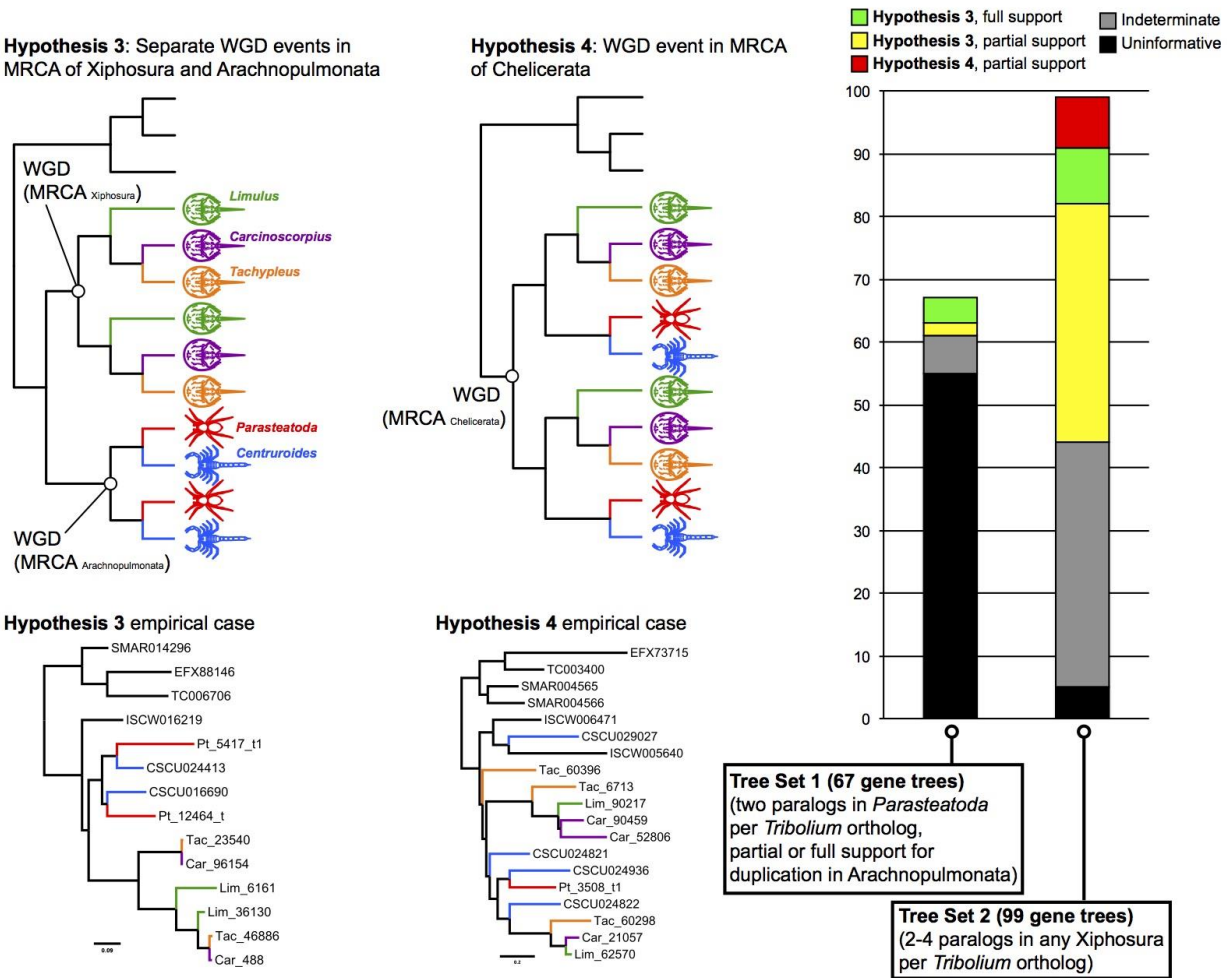 Hypothesis 3: Separate WGD events in
MRCA of Xiphosura and Arachnopulmonata
WGD
(MRCA Xiphosura)
Limulus
Carcinoscorpius
Tachypleus
Parasteatoda
Centruroides
WGD
(MRCA Arachnopulmonata)
Hypothesis 4: WGD event in MRCA
of Chelicerata
WGD
(MRCA Chelicerata)
Hypothesis 3, full support
Hypothesis 3, partial support
Hypothesis 4, partial support
Indeterminate
Uninformative
100
90
80
70
60
50
40
30
20
10
0
Tree Set 1 (67 gene trees)
(two paralogs in Parasteatoda
per Tribolium ortholog,
partial or full support for
duplication in Arachnopulmonata)
Tree Set 2 (99 gene trees)
(2-4 paralogs in any Xiphosura
per Tribolium ortholog)
Hypothesis 3 empirical case
SMAR014296
EFX88146
TC006706
ISCW016219
Pt_5417_t1
CSCU024413
CSCU016690
Pt_12464_t
Tac_23540
Car_96154
Lim_6161
Lim_36130
Tac_46886
Car_488
0.09
Hypothesis 4 empirical case
EFX73715
TC003400
SMAR004565
SMAR004566
ISCW006471
CSCU029027
ISCW005640
Tac_60396
Tac_6713
Lim_90217
Car_90459
Car_52806
CSCU024821
CSCU024936
Pt_3508_t1
CSCU024822
Tac_60298
Car_21057
Lim_62570
0.2